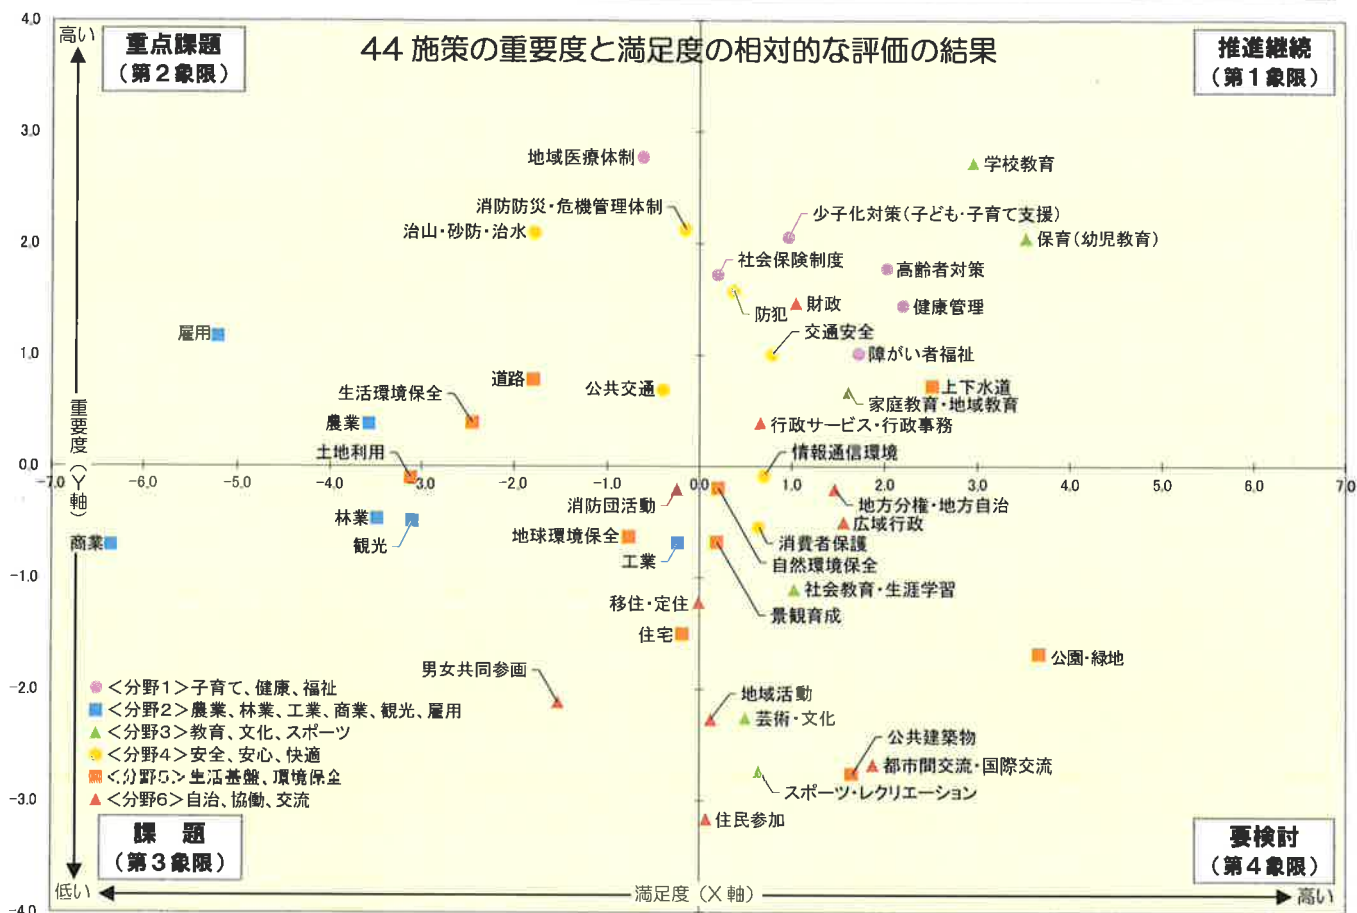 44施策の重要度と満足度の相対的な評価の結果
4.0
高い
重点課題
(第2象限)
推進継続
(第1象限)
3.0
地域医療体制
学校教育
消防防災・危機管理体制
少子化対策(子ども・子育て支援)
治山・砂防・治水
2.0
保育(幼児教育)
社会保険制度
高齢者対策
防犯
財政
健康管理
雇用
交通安全
1.0
障がい者福祉
道路
生活環境保全
公共交通
上下水道
家庭教育・地域教育
農業
行政サービス・行政事務
重要度(Y軸)
土地利用
情報通信環境
0.0
-7.0
-6.0
-5.0
-4.0
-3.0
-2.0
-1.0
0.0
1.0
2.0
3.0
4.0
5.0
6.0
7.0
消防団活動
地方分権・地方自治
林業
観光
地球環境保全
広域行政
商業
工業
消費者保護
自然環境保全
-1.0
社会教育・生涯学習
移住・定住
景観育成
住宅
公園・緑地
男女共同参画
-2.0
地域活動
芸術・文化
公共建築物
都市間交流・国際交流
スポーツ・レクリエーション
-3.0
住民参加
<分野1>子育て、健康、福祉
<分野2>農業、林業、工業、商業、観光、雇用
<分野3>教育、文化、スポーツ
<分野4>安全、安心、快適
<分野5>生活基盤、環境保全
<分野6>自治、協働、交流
課 題
(第3象限)
要検討
(第4象限)
低い
満足度(X軸)
高い
-4.0